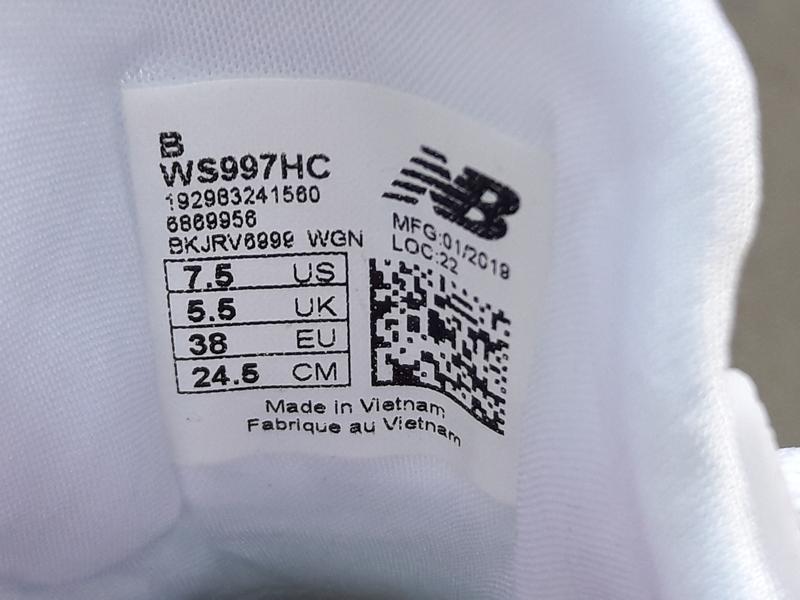 B
WS997HC
192983241560
6869956
BKJRV6999 WGN
NB
MFG:01/2019
LOC:22
7.5 US
5.5 UK
38 EU
24.5 CM
Made in Vietnam
Fabrique au Vietnam